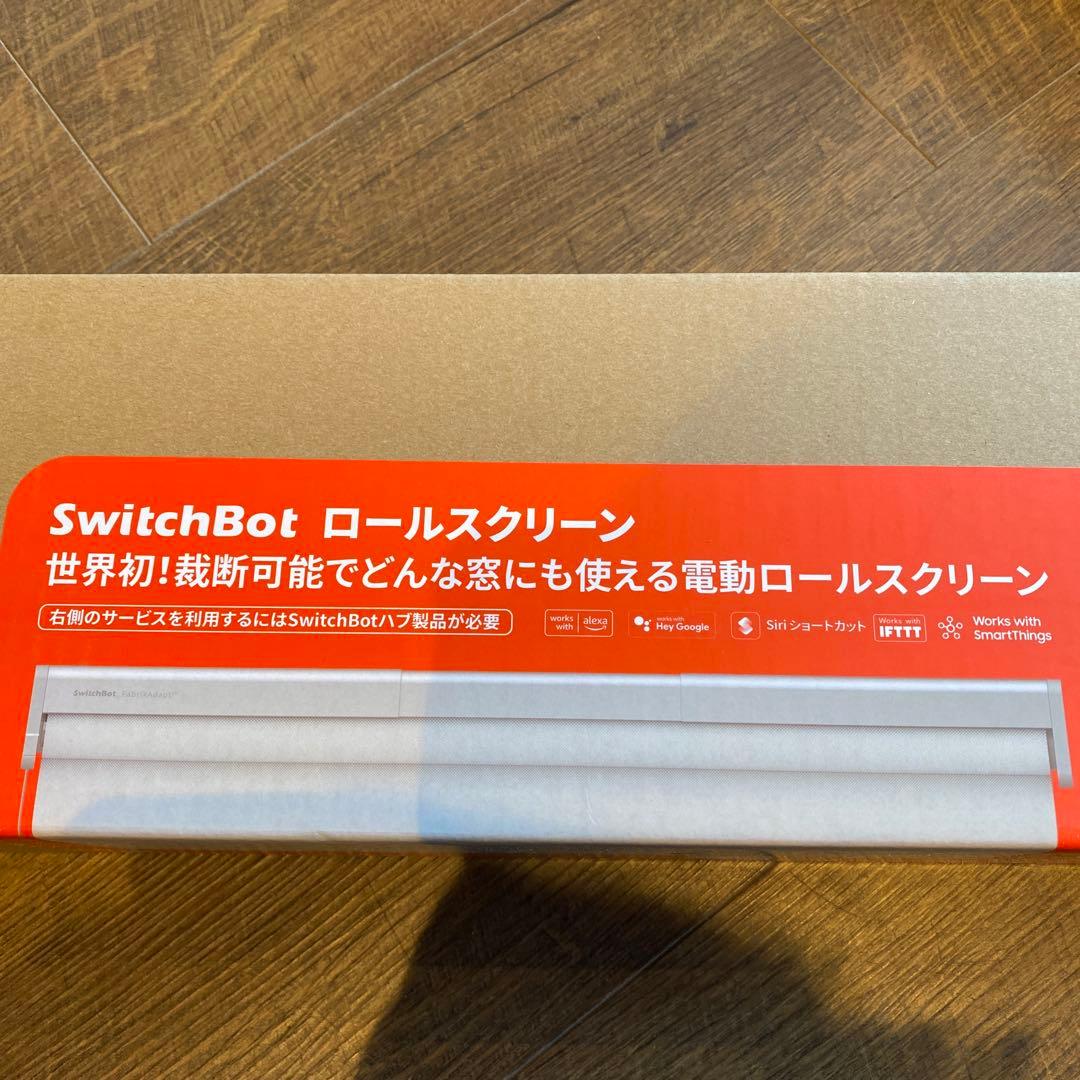 SwitchBot ロールスクリーン
世界初！裁断可能でどんな窓にも使える電動ロールスクリーン
右側のサービスを利用するにはSwitchBotハブ製品が必要
works with alexa
works with Hey Google
Siri ショートカット
Works with IFTTT
Works with SmartThings
SwitchBot FabrikAdapt™